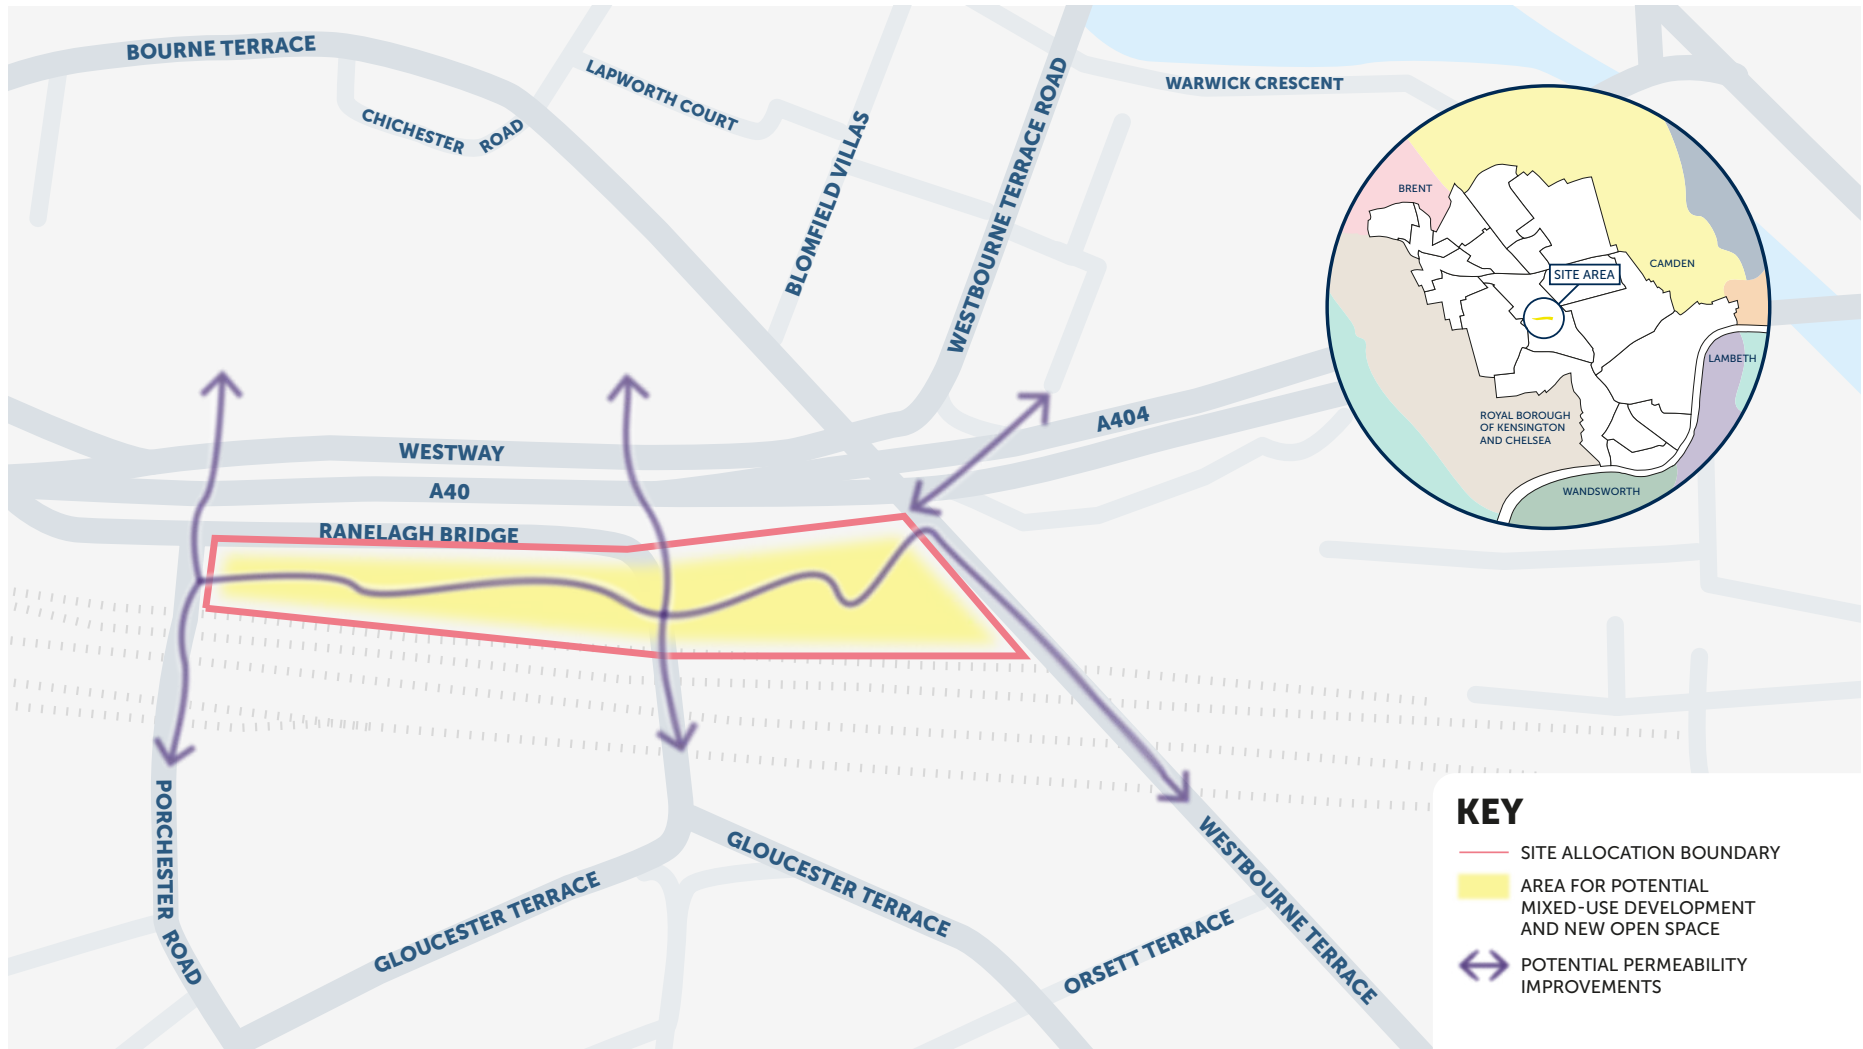 BOURNE TERRACE
CHICHESTER ROAD
LAPWORTH COURT
BLOMFIELD VILLAS
WESTBOURNE TERRACE ROAD
WARWICK CRESCENT
BRENT
CAMDEN
SITE AREA
LAMBETH
ROYAL BOROUGH
OF KENSINGTON
AND CHELSEA
WANDSWORTH
A404
WESTWAY
A40
RANELAGH BRIDGE
PORCHESTER ROAD
GLOUCESTER TERRACE
GLOUCESTER TERRACE
ORSETT TERRACE
WESTBOURNE TERRACE
KEY
SITE ALLOCATION BOUNDARY
AREA FOR POTENTIAL
MIXED-USE DEVELOPMENT
AND NEW OPEN SPACE
POTENTIAL PERMEABILITY
IMPROVEMENTS